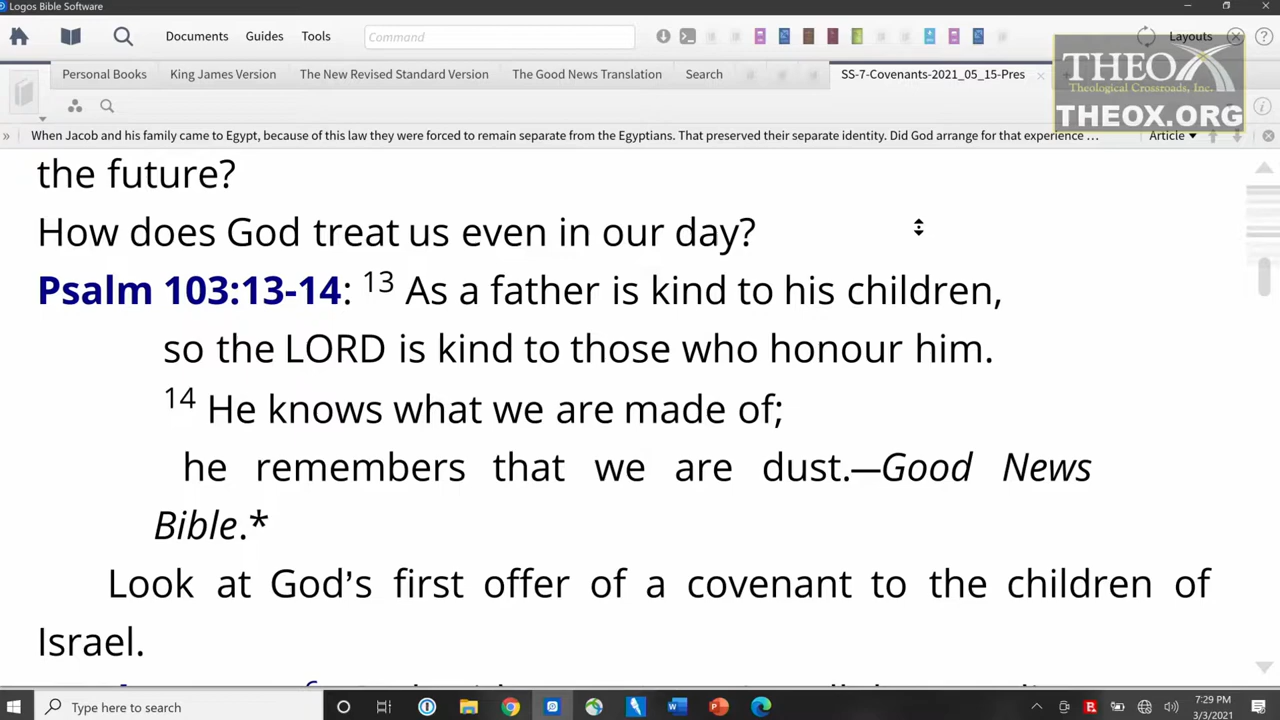 Logos Bible Software
Documents Guides Tools Command Layouts
Personal Books King James Version The New Revised Standard Version The Good News Translation Search SS-7-Covenants-2021_05_15-Pres
THEOX
Theological Crossroads, Inc.
THEOX.ORG
When Jacob and his family came to Egypt, because of this law they were forced to remain separate from the Egyptians. That preserved their separate identity. Did God arrange for that experience ... Article
the future?
How does God treat us even in our day?
Psalm 103:13-14: 13 As a father is kind to his children,
so the LORD is kind to those who honour him.
14 He knows what we are made of;
he remembers that we are dust.—Good News
Bible.*
Look at God's first offer of a covenant to the children of
Israel.
Type here to search
7:29 PM
3/3/2021